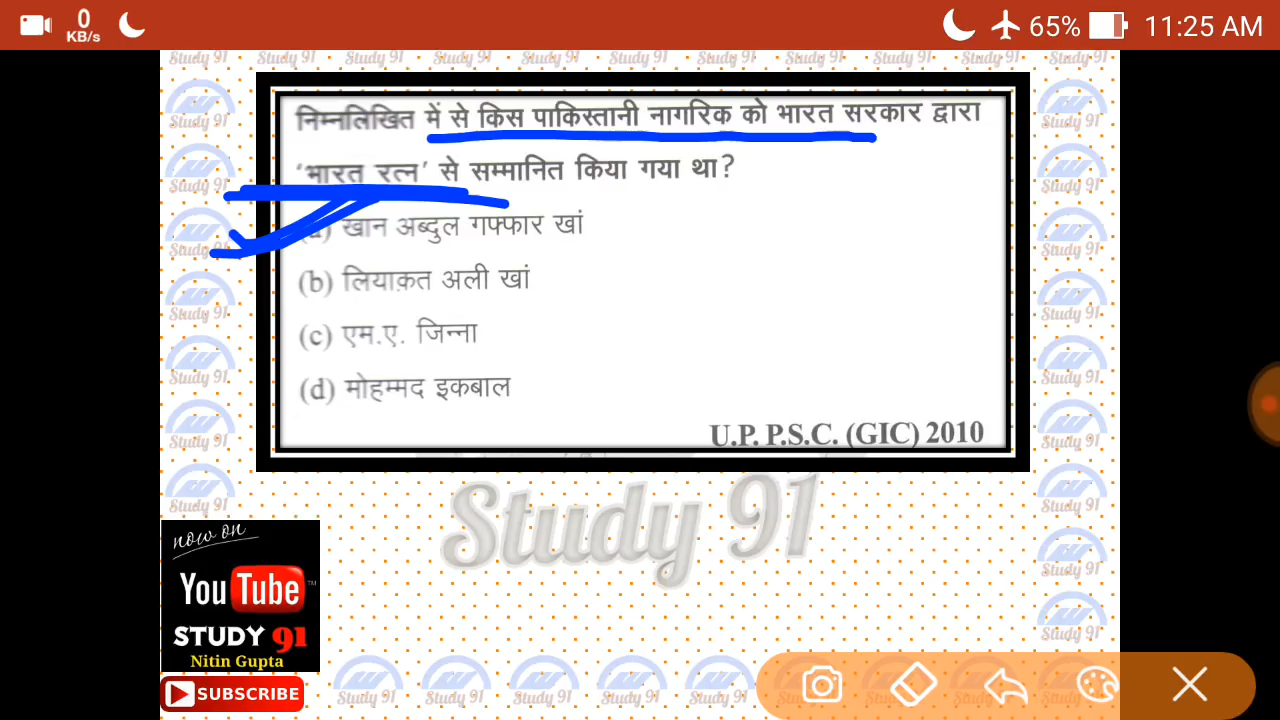 0
KB/s
65%
11:25 AM
निम्नलिखित में से किस पाकिस्तानी नागरिक को भारत सरकार द्वारा
‘भारत रत्न’ से सम्मानित किया गया था?
(a) खान अब्दुल गफ्फार खां
(b) लियाक़त अली खां
(c) एम.ए. जिन्ना
(d) मोहम्मद इकबाल
U.P. P.S.C. (GIC) 2010
Study 91
now on
YouTube
STUDY 91
Nitin Gupta
SUBSCRIBE